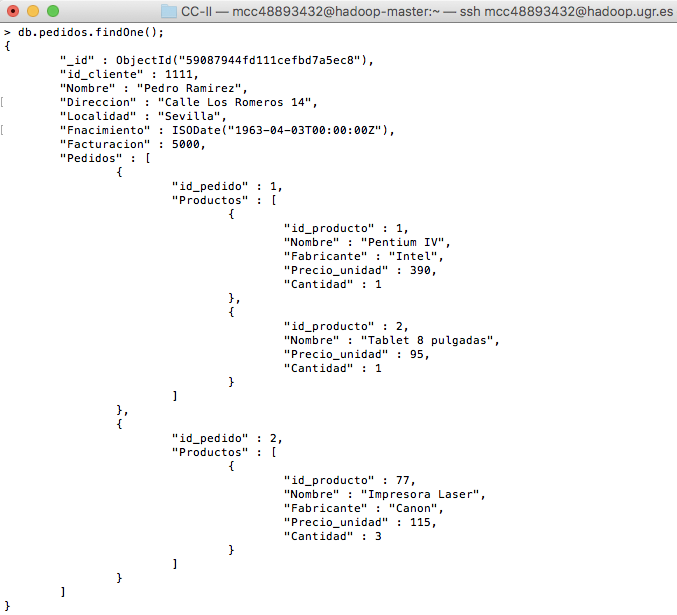 CC-II — mcc48893432@hadoop-master:~ — ssh mcc48893432@hadoop.ugr.es
> db.pedidos.findOne();
{
        "_id" : ObjectId("59087944fd111cefbd7a5ec8"),
        "id_cliente" : 1111,
        "Nombre" : "Pedro Ramirez",
        "Direccion" : "Calle Los Romeros 14",
        "Localidad" : "Sevilla",
        "Fnacimiento" : ISODate("1963-04-03T00:00:00Z"),
        "Facturacion" : 5000,
        "Pedidos" : [
                {
                        "id_pedido" : 1,
                        "Productos" : [
                                {
                                        "id_producto" : 1,
                                        "Nombre" : "Pentium IV",
                                        "Fabricante" : "Intel",
                                        "Precio_unidad" : 390,
                                        "Cantidad" : 1
                                },
                                {
                                        "id_producto" : 2,
                                        "Nombre" : "Tablet 8 pulgadas",
                                        "Precio_unidad" : 95,
                                        "Cantidad" : 1
                                }
                        ]
                },
                {
                        "id_pedido" : 2,
                        "Productos" : [
                                {
                                        "id_producto" : 77,
                                        "Nombre" : "Impresora Laser",
                                        "Fabricante" : "Canon",
                                        "Precio_unidad" : 115,
                                        "Cantidad" : 3
                                }
                        ]
                }
        ]
}